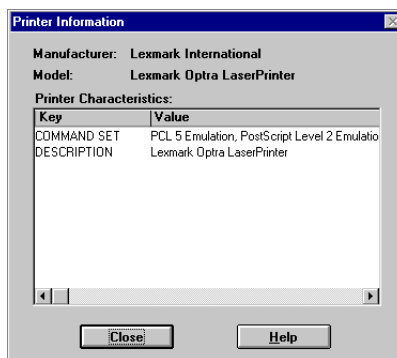 Printer Information
Manufacturer: Lexmark International
Model: Lexmark Optra LaserPrinter
Printer Characteristics:
Key Value
COMMAND SET PCL 5 Emulation, PostScript Level 2 Emulatio
DESCRIPTION Lexmark Optra LaserPrinter
Close Help